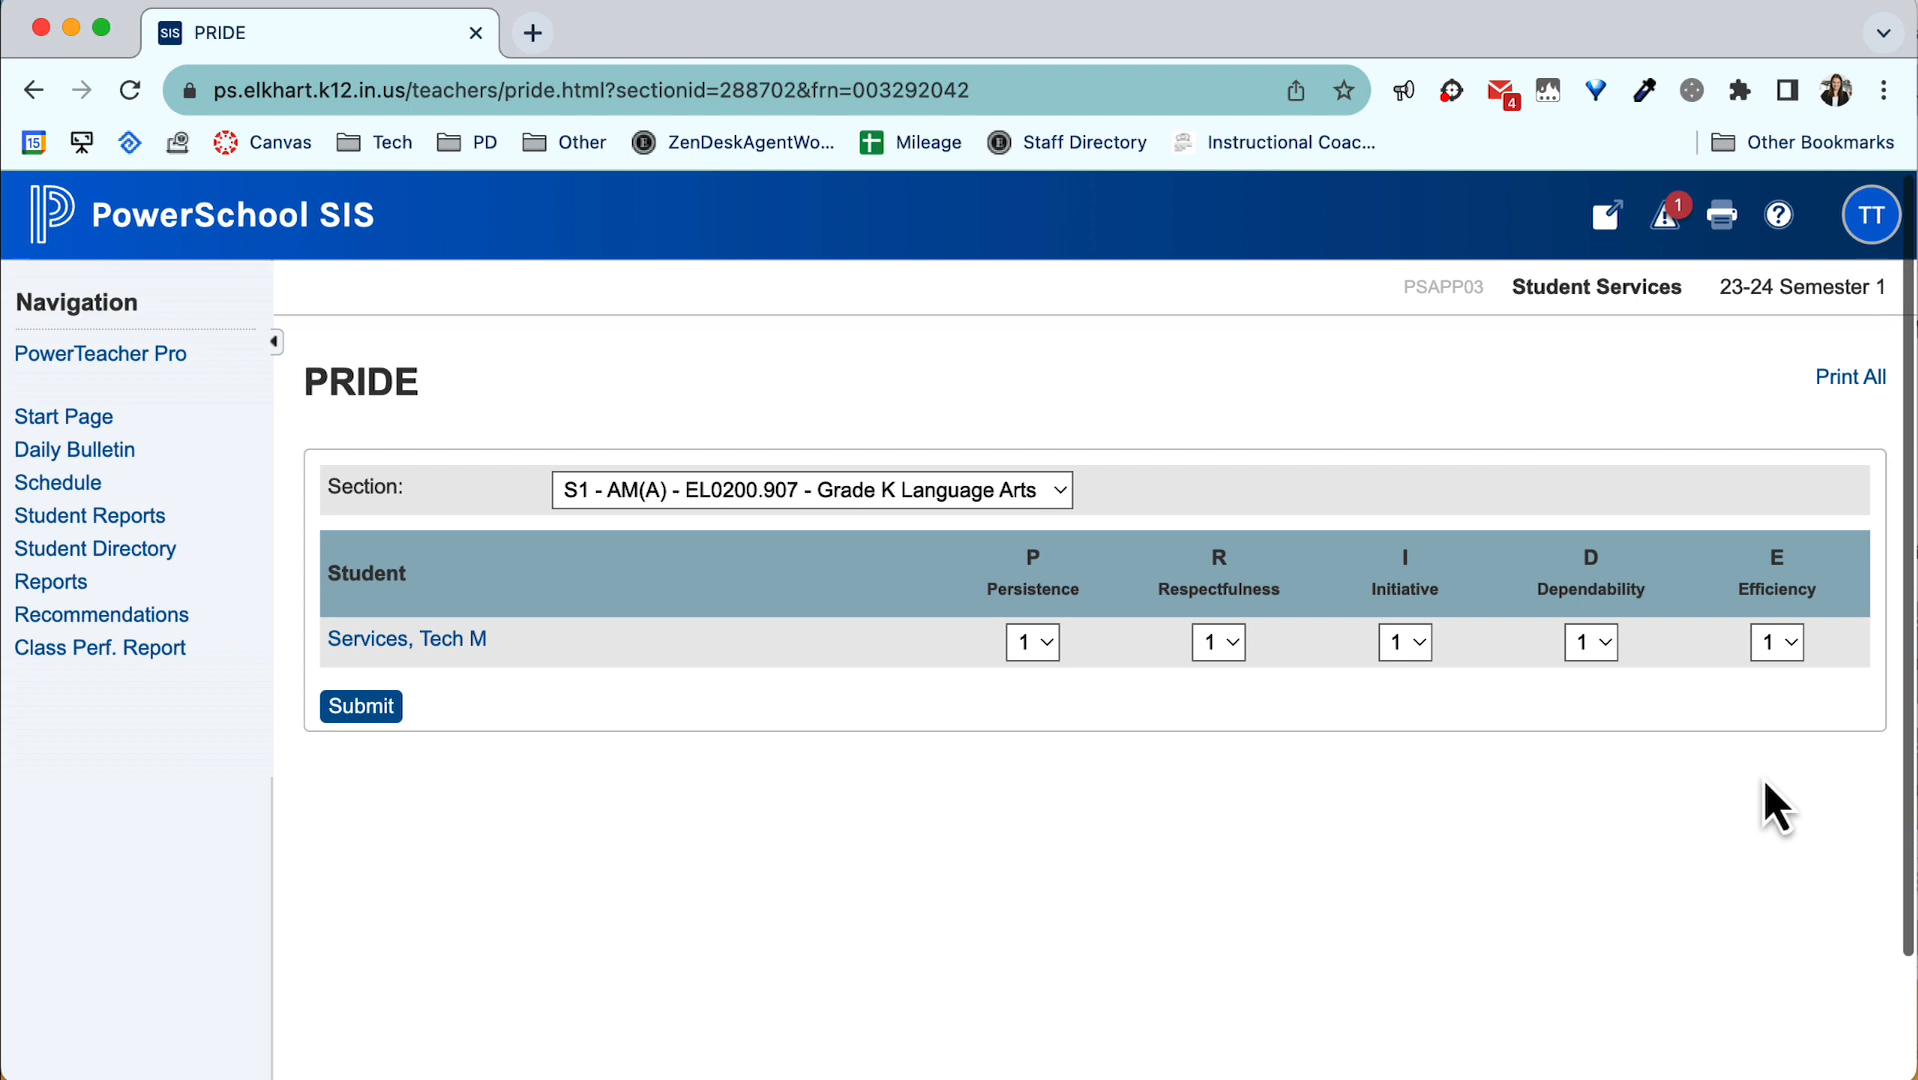 SIS PRIDE
ps.elkhart.k12.in.us/teachers/pride.html?sectionid=288702&frn=003292042
4
15 Canvas Tech PD Other ZenDeskAgentWo... Mileage Staff Directory Instructional Coac... Other Bookmarks
PowerSchool SIS
1
TT
PSAPP03 Student Services 23-24 Semester 1
Navigation
PowerTeacher Pro
Start Page
Daily Bulletin
Schedule
Student Reports
Student Directory
Reports
Recommendations
Class Perf. Report
PRIDE
Print All
Section: S1 - AM(A) - EL0200.907 - Grade K Language Arts
Student
P R I D E
Persistence Respectfulness Initiative Dependability Efficiency
Services, Tech M 1 1 1 1 1
Submit